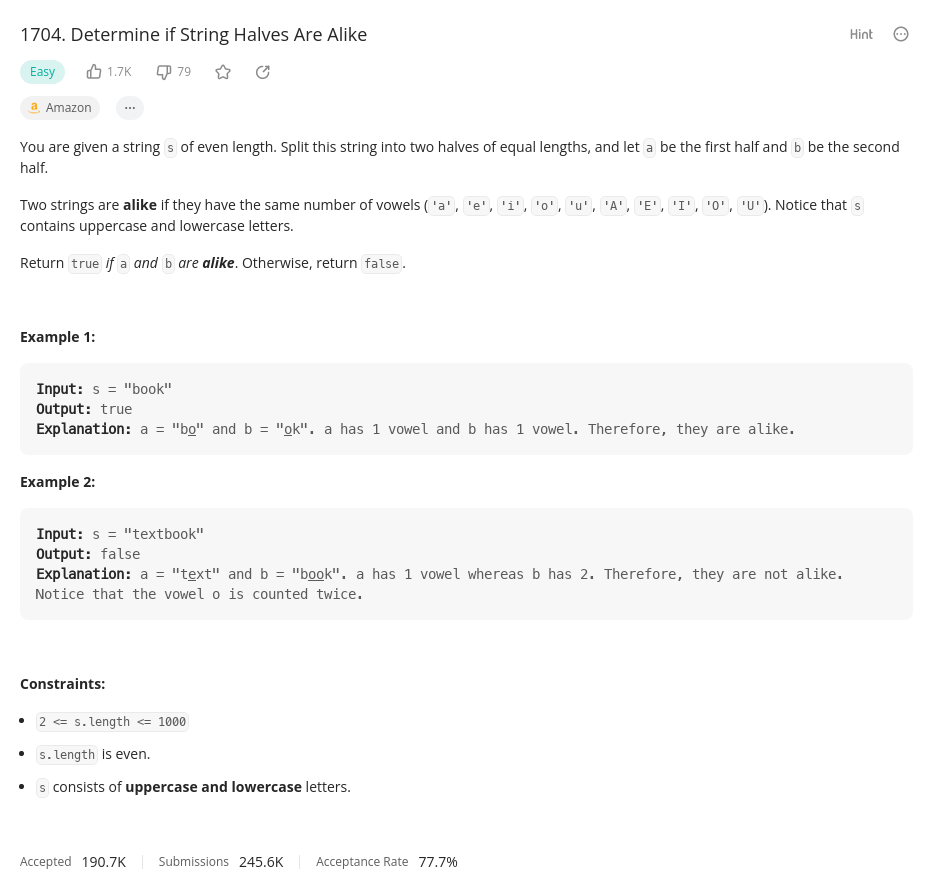 1704. Determine if String Halves Are Alike
Hint
Easy 1.7K 79
Amazon ...
You are given a string s of even length. Split this string into two halves of equal lengths, and let a be the first half and b be the second
half.
Two strings are alike if they have the same number of vowels ('a', 'e', 'i', 'o', 'u', 'A', 'E', 'I', 'O', 'U'). Notice that s
contains uppercase and lowercase letters.
Return true if a and b are alike. Otherwise, return false.
Example 1:
Input: s = "book"
Output: true
Explanation: a = "bo" and b = "ok". a has 1 vowel and b has 1 vowel. Therefore, they are alike.
Example 2:
Input: s = "textbook"
Output: false
Explanation: a = "text" and b = "book". a has 1 vowel whereas b has 2. Therefore, they are not alike.
Notice that the vowel o is counted twice.
Constraints:
• 2 <= s.length <= 1000
• s.length is even.
• s consists of uppercase and lowercase letters.
Accepted 190.7K Submissions 245.6K Acceptance Rate 77.7%